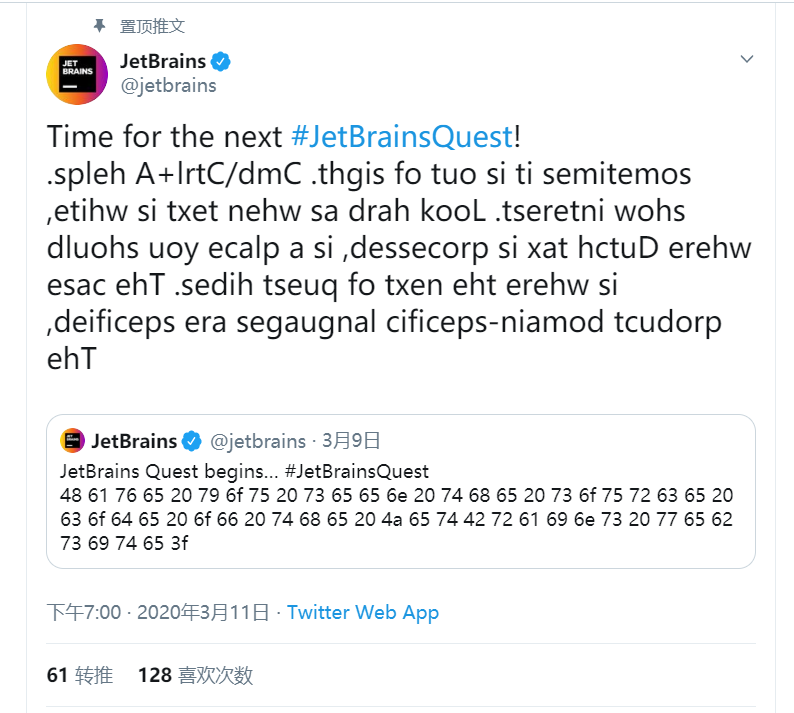 置顶推文
JetBrains
@jetbrains
JET
BRAINS
Time for the next #JetBrainsQuest!
.spleh A+lrtC/dmC .thgis fo tuo si ti semitemos
,etihw si txet nehw sa drah kooL .tseretni wohs
dluohs uoy ecalp a si ,dessecorp si xat hctuD erehw
esac ehT .sedih tseuq fo txen eht erehw si
,deificeps era segaugnal cificeps-niamod tcudorp
ehT
JetBrains @jetbrains · 3月9日
JetBrains Quest begins... #JetBrainsQuest
48 61 76 65 20 79 6f 75 20 73 65 65 6e 20 74 68 65 20 73 6f 75 72 63 65 20
63 6f 64 65 20 6f 66 20 74 68 65 20 4a 65 74 42 72 61 69 6e 73 20 77 65 62
73 69 74 65 3f
下午7:00 · 2020年3月11日 · Twitter Web App
61 转推 128 喜欢次数